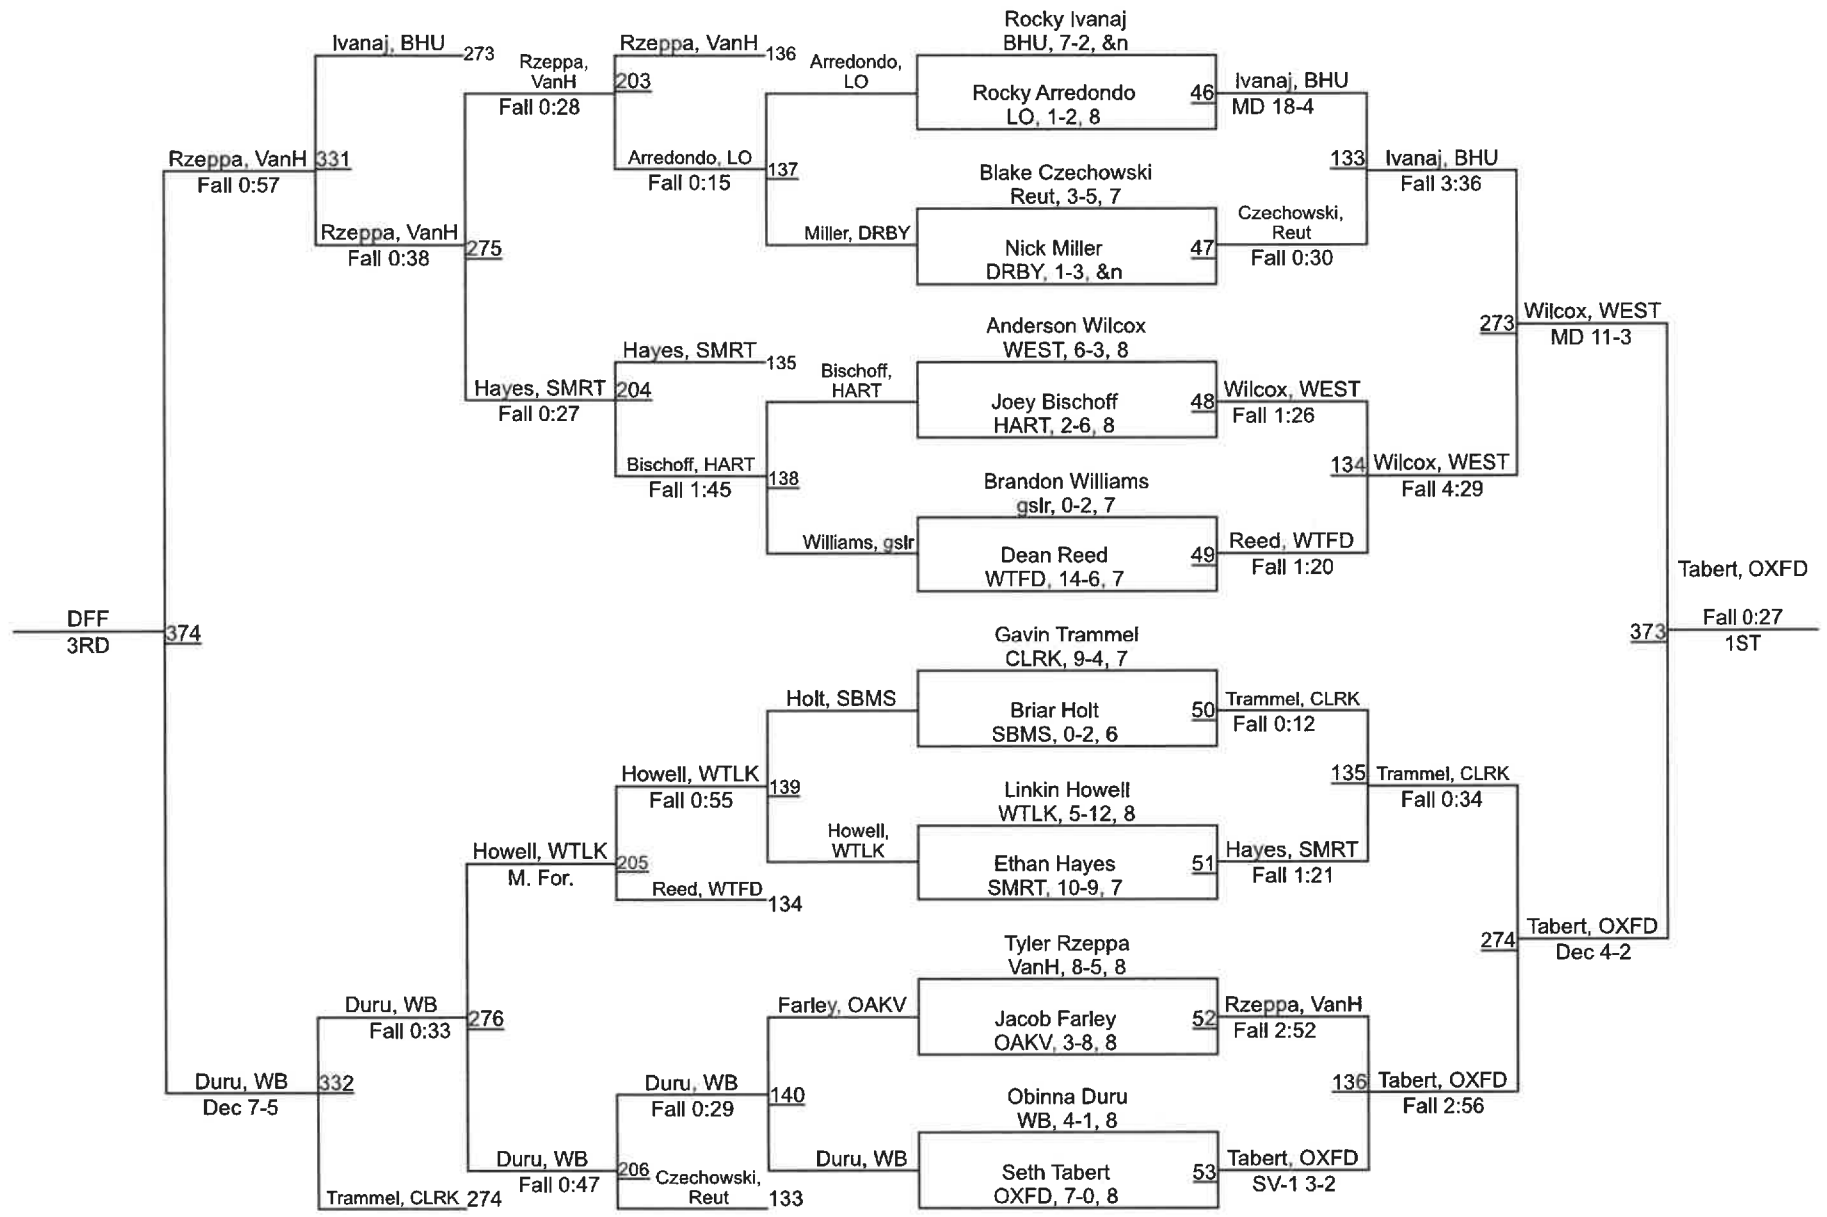 Rocky Ivanaj
BHU, 7-2, &n
Ivanaj, BHU
273
Rzeppa, VanH
136
Rzeppa,
VanH
203
Fall 0:28
Arredondo,
LO
Rocky Arredondo
LO, 1-2, 8
46
Ivanaj, BHU
MD 18-4
Rzeppa, VanH
331
Fall 0:57
Arredondo, LO
137
Fall 0:15
Blake Czechowski
Reut, 3-5, 7
133
Ivanaj, BHU
Fall 3:36
Rzeppa, VanH
275
Fall 0:38
Miller, DRBY
Nick Miller
DRBY, 1-3, &n
47
Czechowski,
Reut
Fall 0:30
Anderson Wilcox
WEST, 6-3, 8
273
Wilcox, WEST
MD 11-3
Hayes, SMRT
135
Hayes, SMRT
204
Fall 0:27
Bischoff,
HART
Joey Bischoff
HART, 2-6, 8
48
Wilcox, WEST
Fall 1:26
Bischoff, HART
138
Fall 1:45
Brandon Williams
gslr, 0-2, 7
134
Wilcox, WEST
Fall 4:29
Williams, gslr
Dean Reed
WTFD, 14-6, 7
49
Reed, WTFD
Fall 1:20
Tabert, OXFD
DFF
3RD
374
373
Fall 0:27
1ST
Gavin Trammel
CLRK, 9-4, 7
Holt, SBMS
Briar Holt
SBMS, 0-2, 6
50
Trammel, CLRK
Fall 0:12
Howell, WTLK
139
Fall 0:55
Linkin Howell
WTLK, 5-12, 8
135
Trammel, CLRK
Fall 0:34
Howell, WTLK
205
M. For.
Howell,
WTLK
Ethan Hayes
SMRT, 10-9, 7
51
Hayes, SMRT
Fall 1:21
Reed, WTFD
134
Tyler Rzeppa
VanH, 8-5, 8
274
Tabert, OXFD
Dec 4-2
Duru, WB
276
Fall 0:33
Farley, OAKV
Jacob Farley
OAKV, 3-8, 8
52
Rzeppa, VanH
Fall 2:52
Duru, WB
332
Dec 7-5
Duru, WB
140
Fall 0:29
Obinna Duru
WB, 4-1, 8
136
Tabert, OXFD
Fall 2:56
Duru, WB
206
Fall 0:47
Duru, WB
Seth Tabert
OXFD, 7-0, 8
53
Tabert, OXFD
SV-1 3-2
Czechowski,
Reut
133
Trammel, CLRK
274